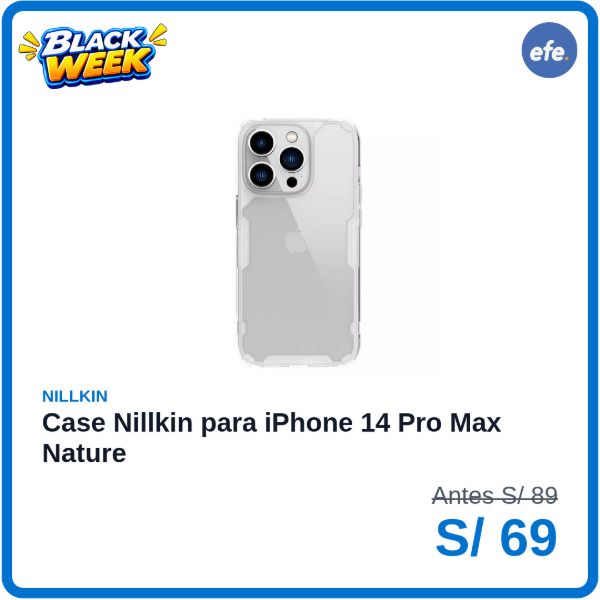 BLACK
WEEK
efe.
NILLKIN
Case Nillkin para iPhone 14 Pro Max
Nature
Antes S/ 89
S/ 69